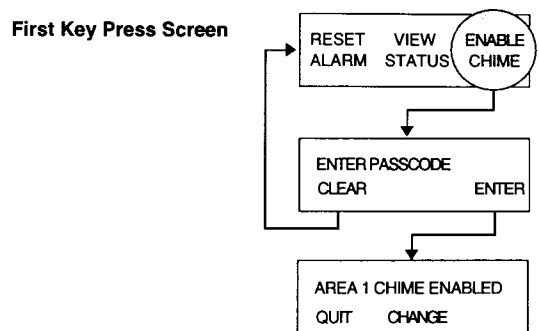 First Key Press Screen
RESET VIEW ENABLE
ALARM STATUS CHIME
ENTER PASSCODE
CLEAR ENTER
AREA 1 CHIME ENABLED
QUIT CHANGE